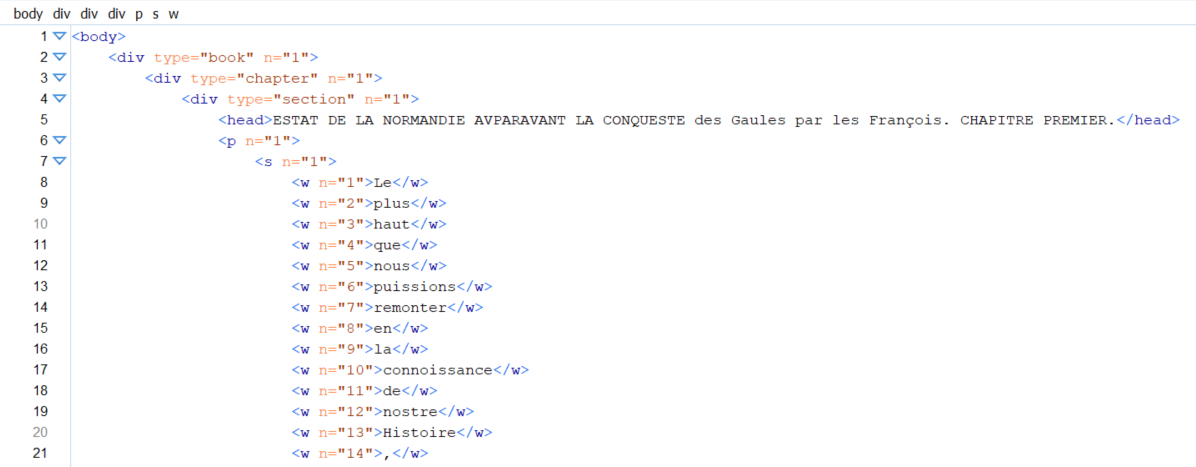 body div div div p s w
1 <body>
2 <div type="book" n="1">
3 <div type="chapter" n="1">
4 <div type="section" n="1">
5 <head>ESTAT DE LA NORMANDIE AVPARAVANT LA CONQUESTE des Gaules par les François. CHAPITRE PREMIER.</head>
6 <p n="1">
7 <s n="1">
8 <w n="1">Le</w>
9 <w n="2">plus</w>
10 <w n="3">haut</w>
11 <w n="4">que</w>
12 <w n="5">nous</w>
13 <w n="6">puissions</w>
14 <w n="7">remonter</w>
15 <w n="8">en</w>
16 <w n="9">la</w>
17 <w n="10">connoissance</w>
18 <w n="11">de</w>
19 <w n="12">nostre</w>
20 <w n="13">Histoire</w>
21 <w n="14">,</w>